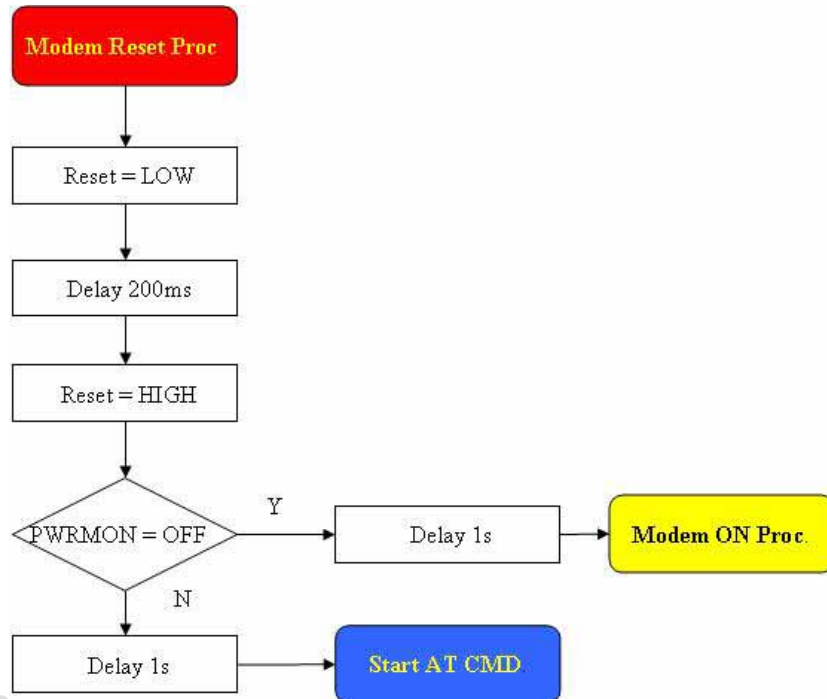 Modem Reset Proc
Reset = LOW
Delay 200ms
Reset = HIGH
PWRMON = OFF
Y
Delay 1s
Modem ON Proc.
N
Delay 1s
Start AT CMD